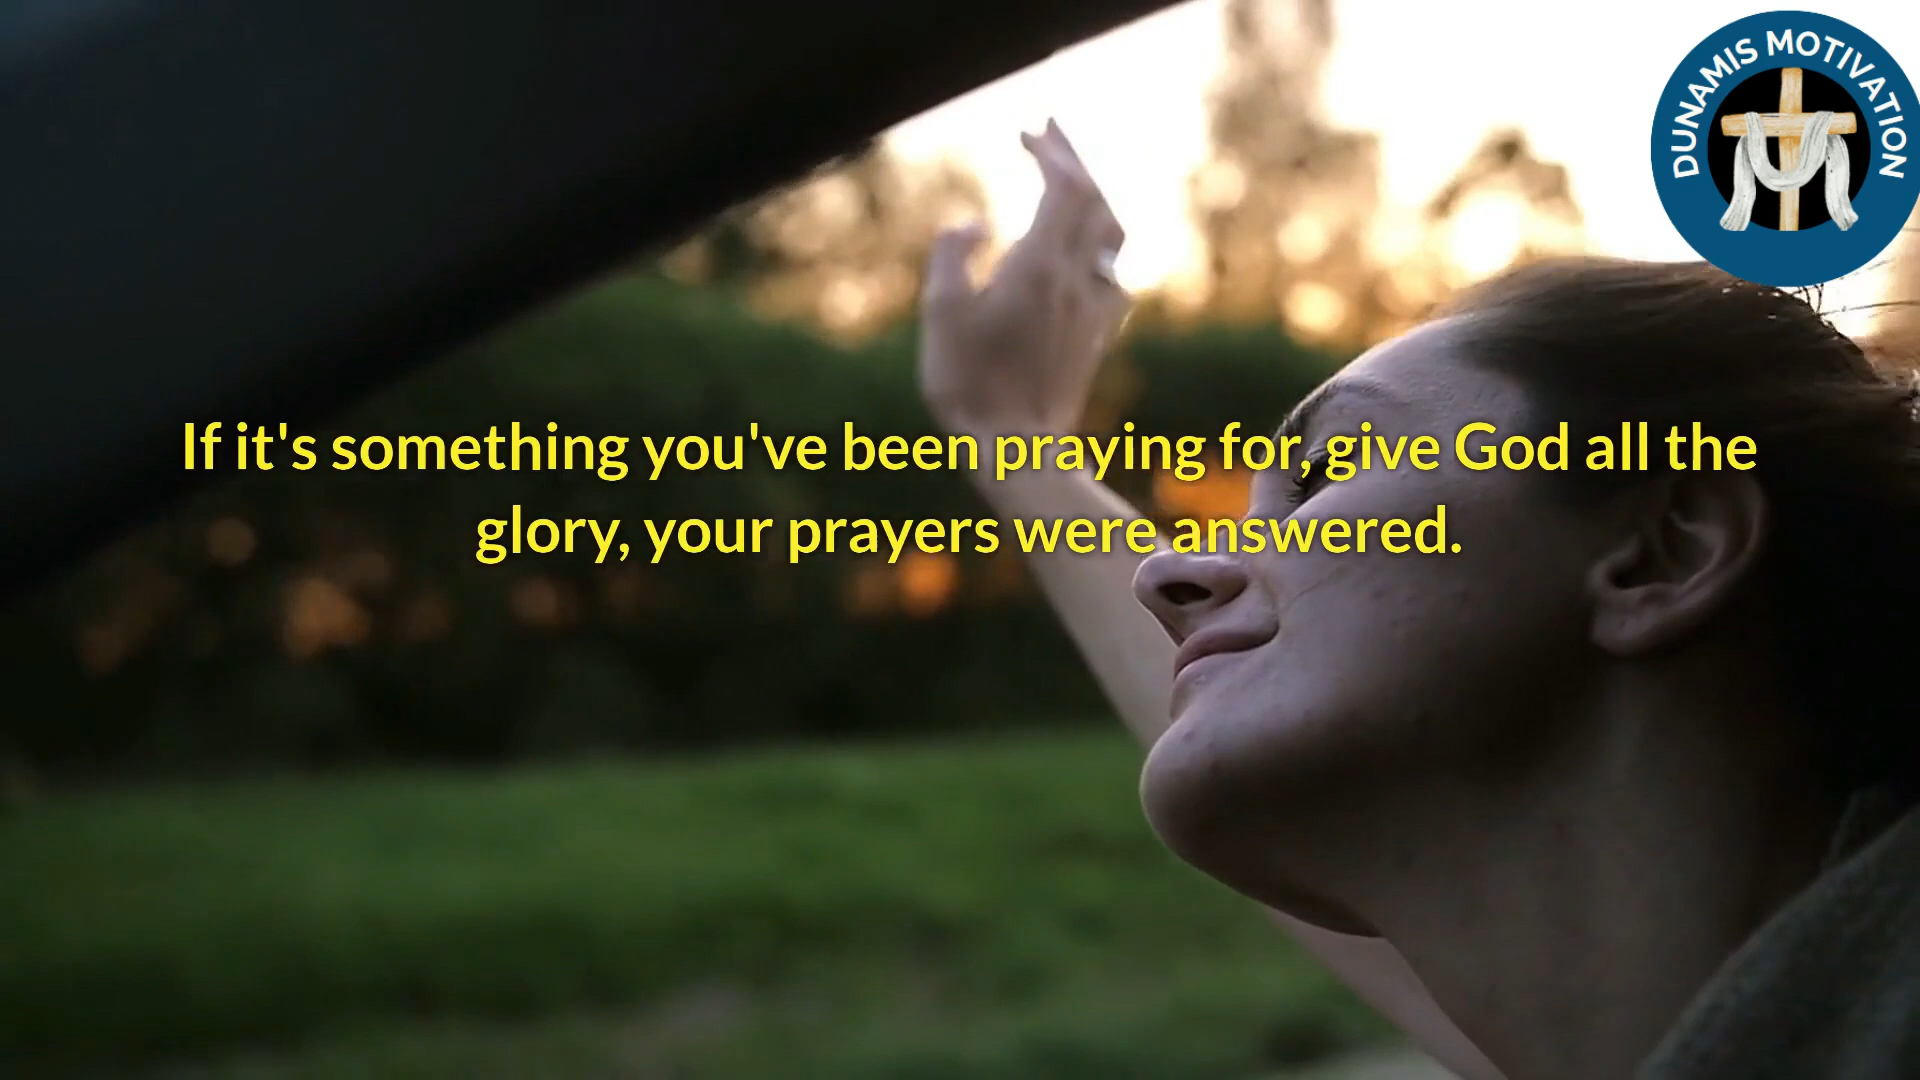 DUNAMIS MOTIVATION
If it's something you've been praying for, give God all the
glory, your prayers were answered.